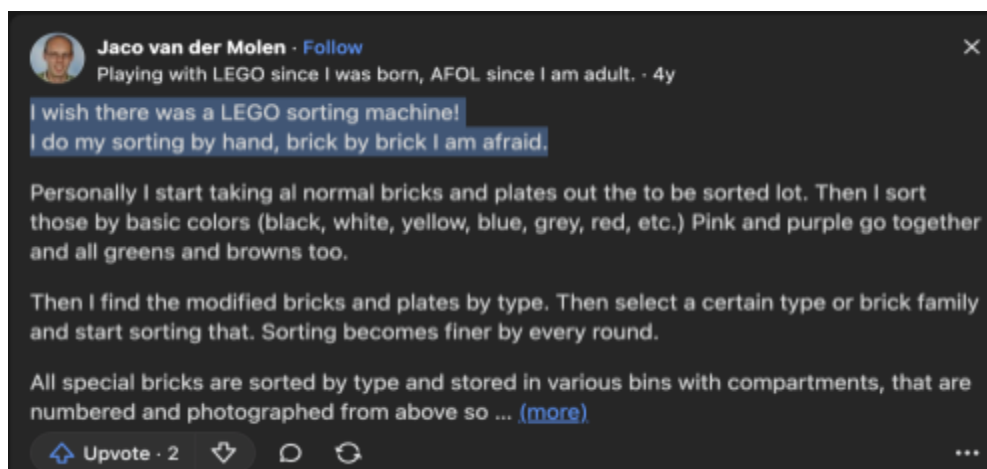 Jaco van der Molen · Follow
Playing with LEGO since I was born, AFOL since I am adult. · 4y
I wish there was a LEGO sorting machine!
I do my sorting by hand, brick by brick I am afraid.
Personally I start taking al normal bricks and plates out the to be sorted lot. Then I sort
those by basic colors (black, white, yellow, blue, grey, red, etc.) Pink and purple go together
and all greens and browns too.
Then I find the modified bricks and plates by type. Then select a certain type or brick family
and start sorting that. Sorting becomes finer by every round.
All special bricks are sorted by type and stored in various bins with compartments, that are
numbered and photographed from above so ... (more)
Upvote · 2